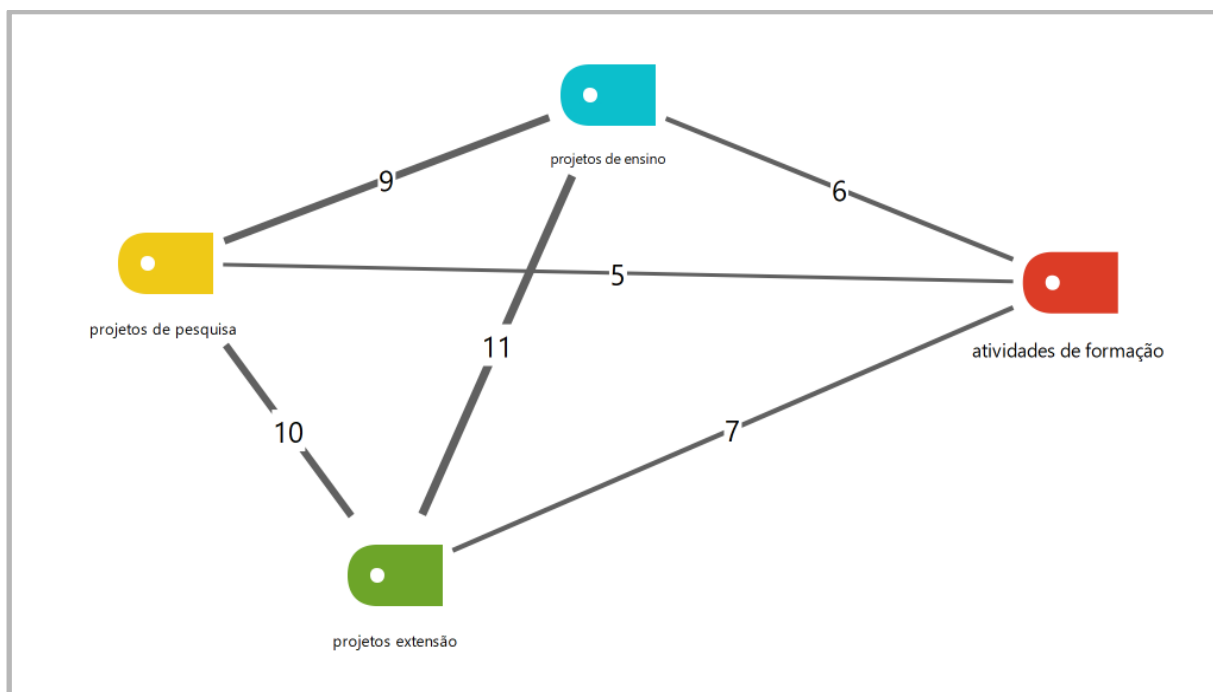 projetos de ensino
9
6
5
projetos de pesquisa
11
atividades de formação
10
7
projetos extensão